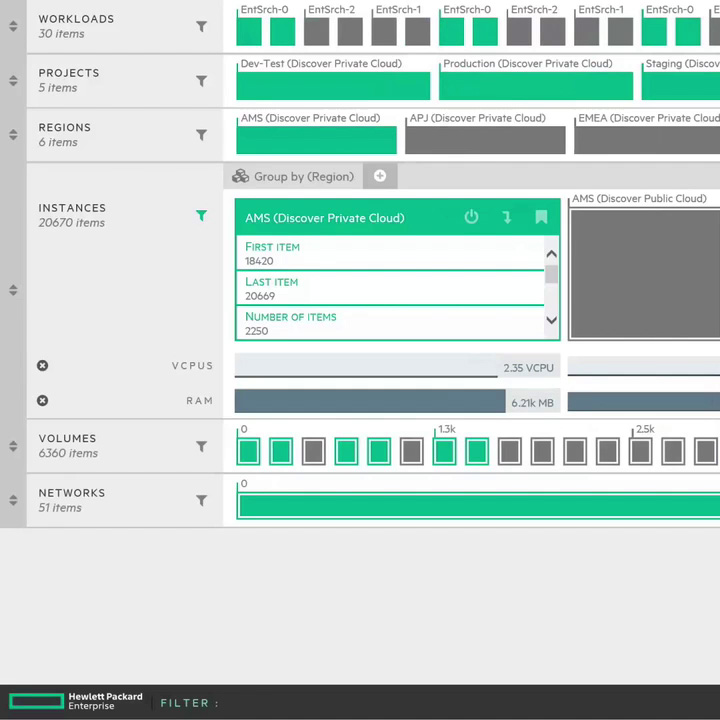 WORKLOADS
30 items
EntSrch-0 EntSrch-2 EntSrch-1 EntSrch-0 EntSrch-2 EntSrch-1 EntSrch-0 E
PROJECTS
5 items
Dev-Test (Discover Private Cloud) Production (Discover Private Cloud) Staging (Disco
REGIONS
6 items
AMS (Discover Private Cloud) APJ (Discover Private Cloud) EMEA (Discover Private Cloud
Group by (Region)
INSTANCES
20670 items
AMS (Discover Private Cloud)
AMS (Discover Public Cloud)
FIRST ITEM
18420
LAST ITEM
20669
NUMBER OF ITEMS
2250
VCPUS
2.35 VCPU
RAM
6.21k MB
VOLUMES
6360 items
0 1.3k 2.5k
NETWORKS
51 items
0
Hewlett Packard
Enterprise
FILTER :